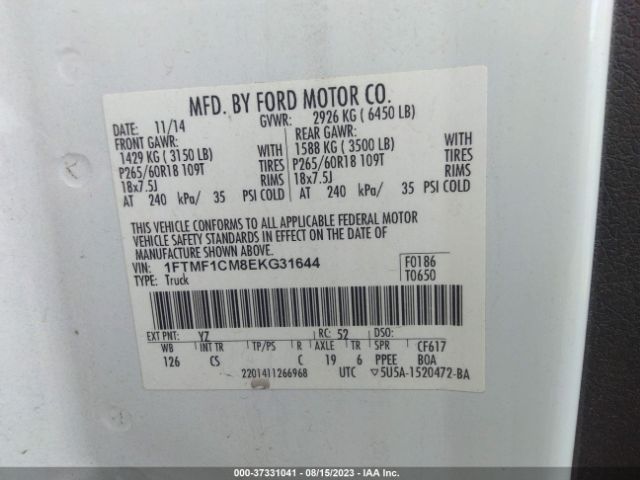 MFD. BY FORD MOTOR CO.
DATE: 11/14 GVWR: 2926 KG ( 6450 LB)
FRONT GAWR: REAR GAWR:
1429 KG ( 3150 LB) WITH 1588 KG ( 3500 LB) WITH
P265/60R18 109T TIRES P265/60R18 109T TIRES
18x7.5J RIMS 18x7.5J RIMS
AT 240 kPa/ 35 PSI COLD AT 240 kPa/ 35 PSI COLD
THIS VEHICLE CONFORMS TO ALL APPLICABLE FEDERAL MOTOR
VEHICLE SAFETY STANDARDS IN EFFECT ON THE DATE OF
MANUFACTURE SHOWN ABOVE.
VIN: 1FTMF1CM8EKG31644 F0186
TYPE: Truck T0650
EXT PNT: YZ RC: 52 DSO:
WB INT TR TP/PS R AXLE TR SPR CF617
126 CS C 19 6 PPEE BOA
2201411266968 UTC ▽5U5A-1520472-BA
000-37331041 - 08/15/2023 - IAA Inc.